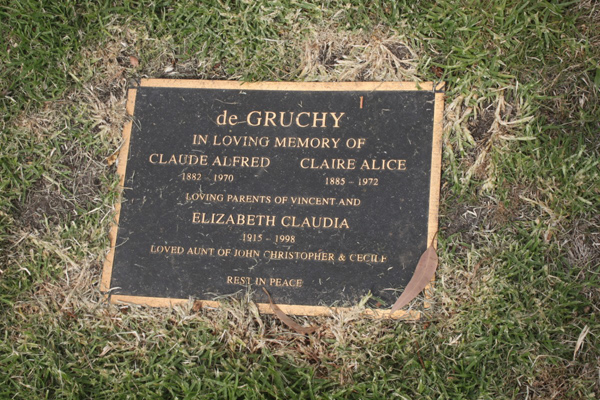 de GRUCHY
IN LOVING MEMORY OF
CLAUDE ALFRED CLAIRE ALICE
1882 - 1970 1885 - 1972
LOVING PARENTS OF VINCENT AND
ELIZABETH CLAUDIA
1915 - 1998
LOVED AUNT OF JOHN CHRISTOPHER & CECILE
REST IN PEACE